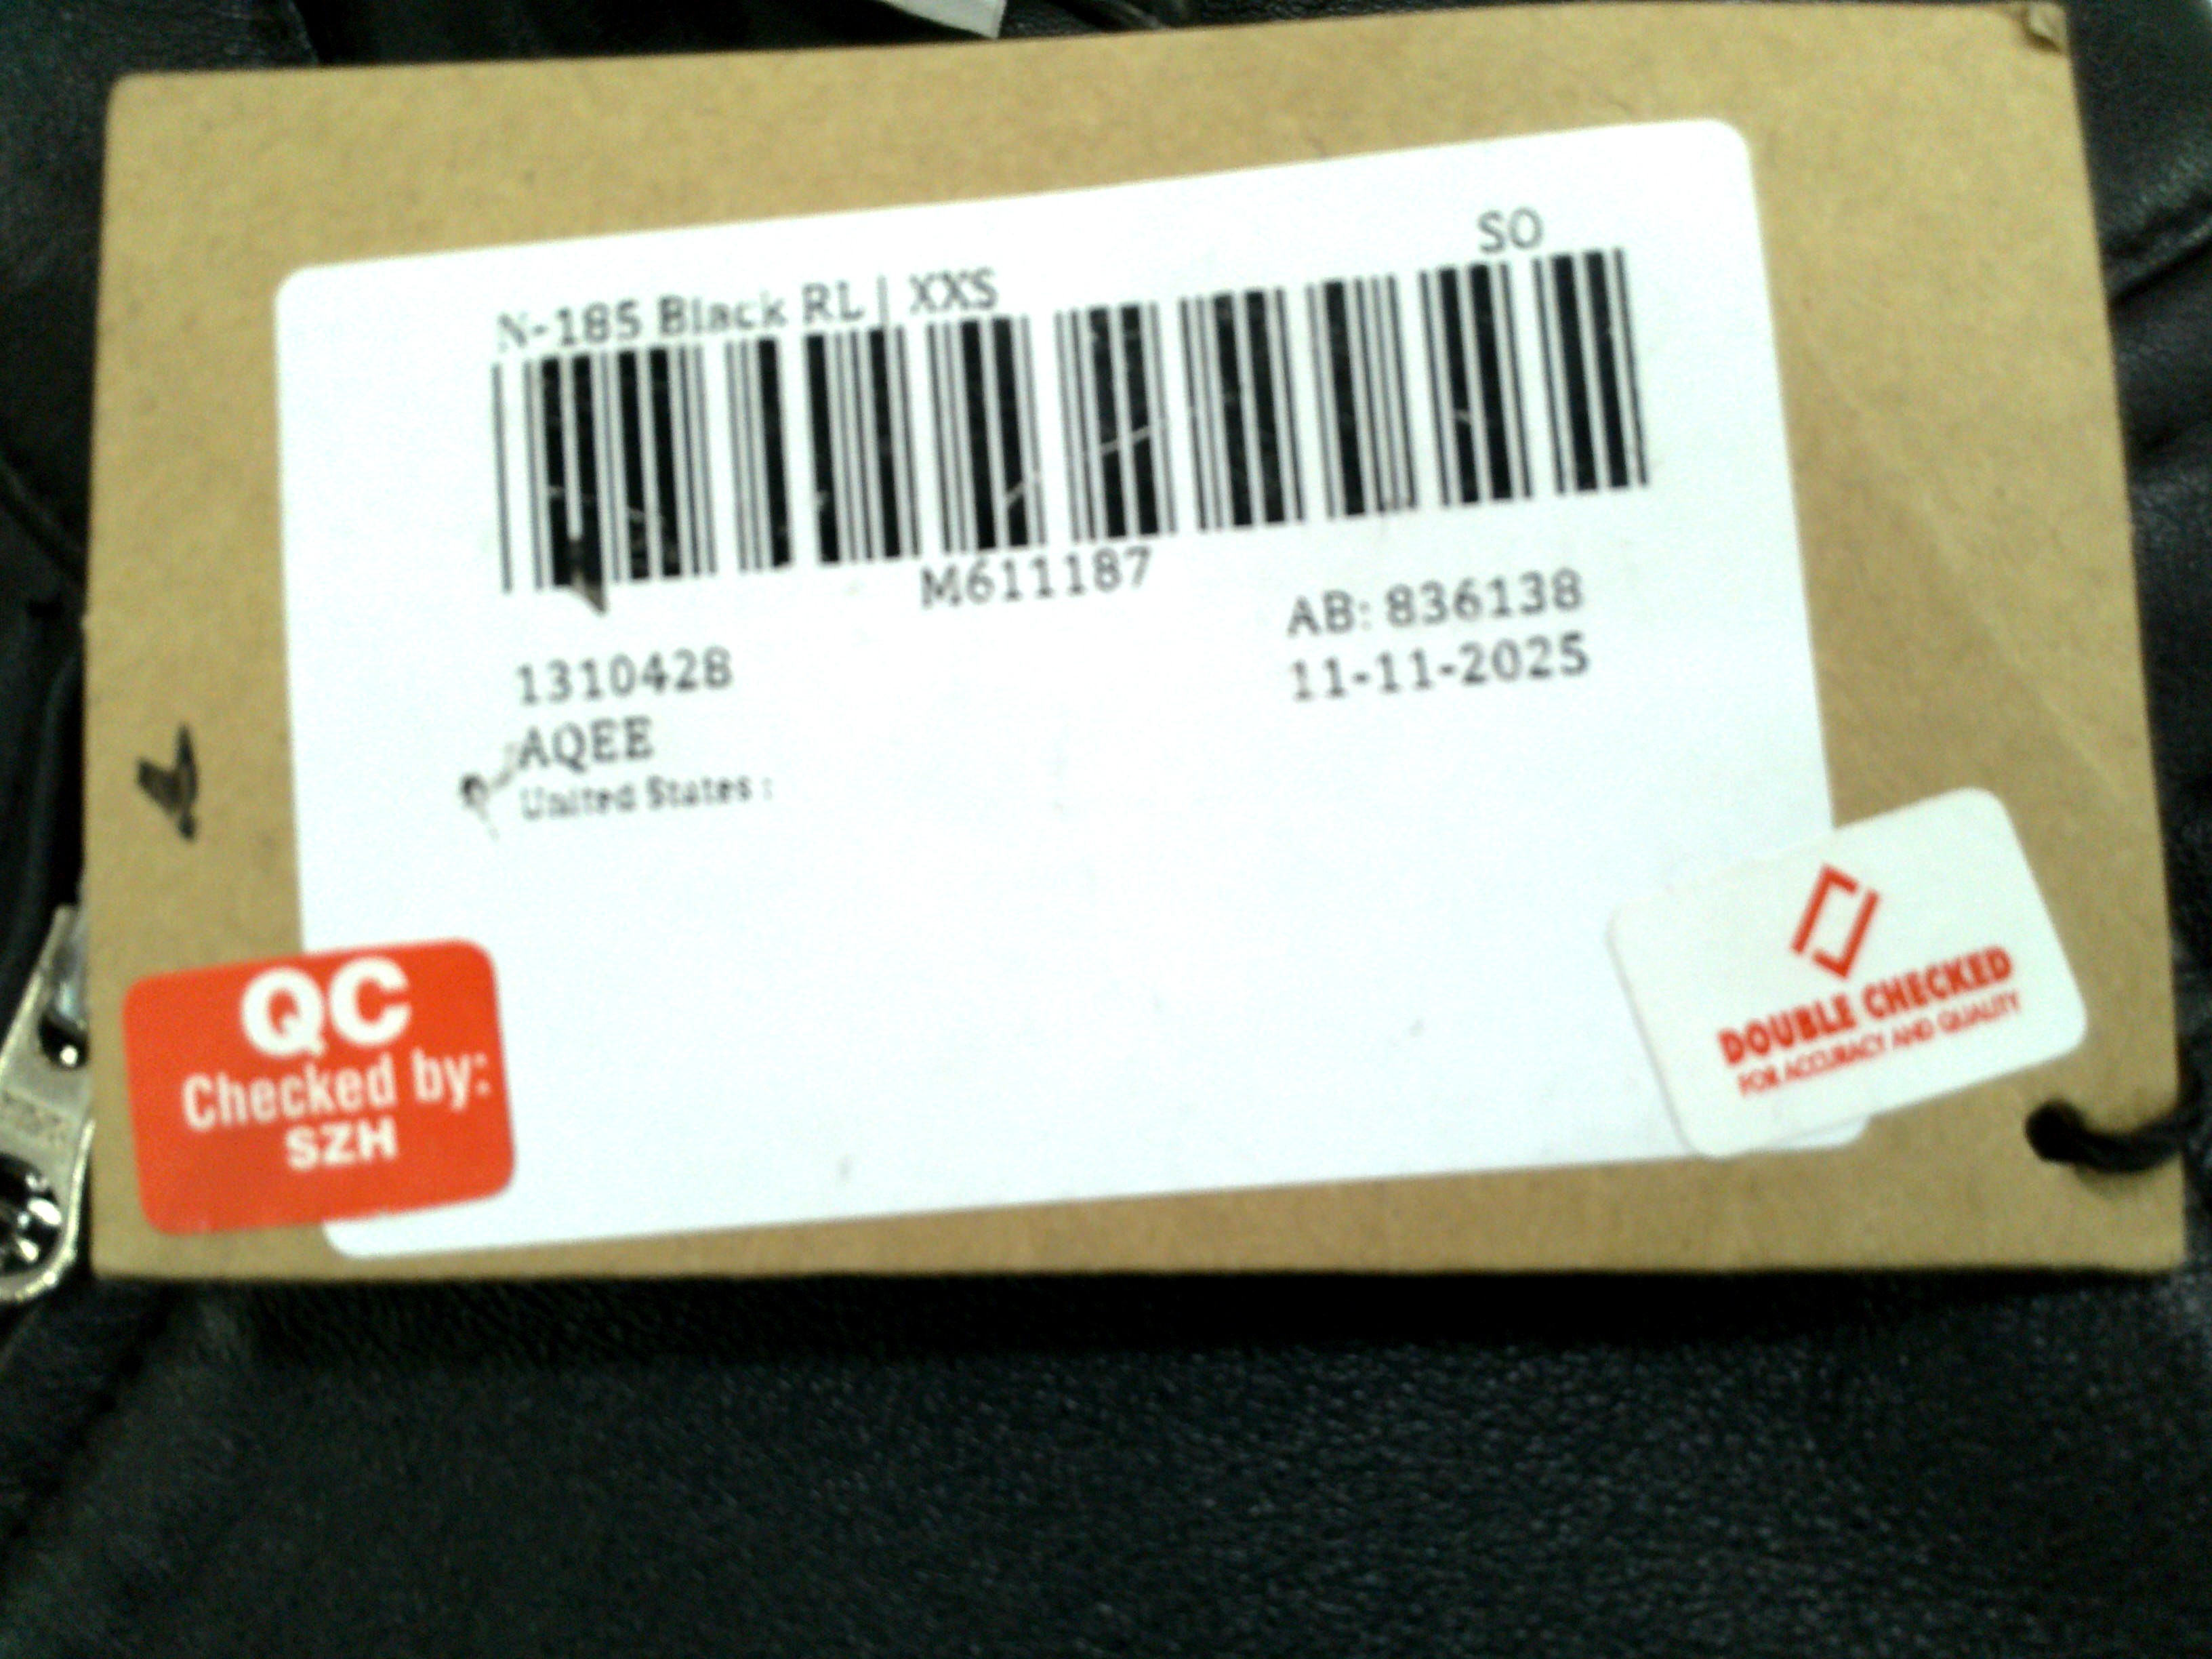 SO
N-185 Black RL | XXS
M611187
AB: 836138
1310428
11-11-2025
AQEE
United States :
QC
Checked by:
SZH
DOUBLE CHECKED
FOR ACCURACY AND QUALITY